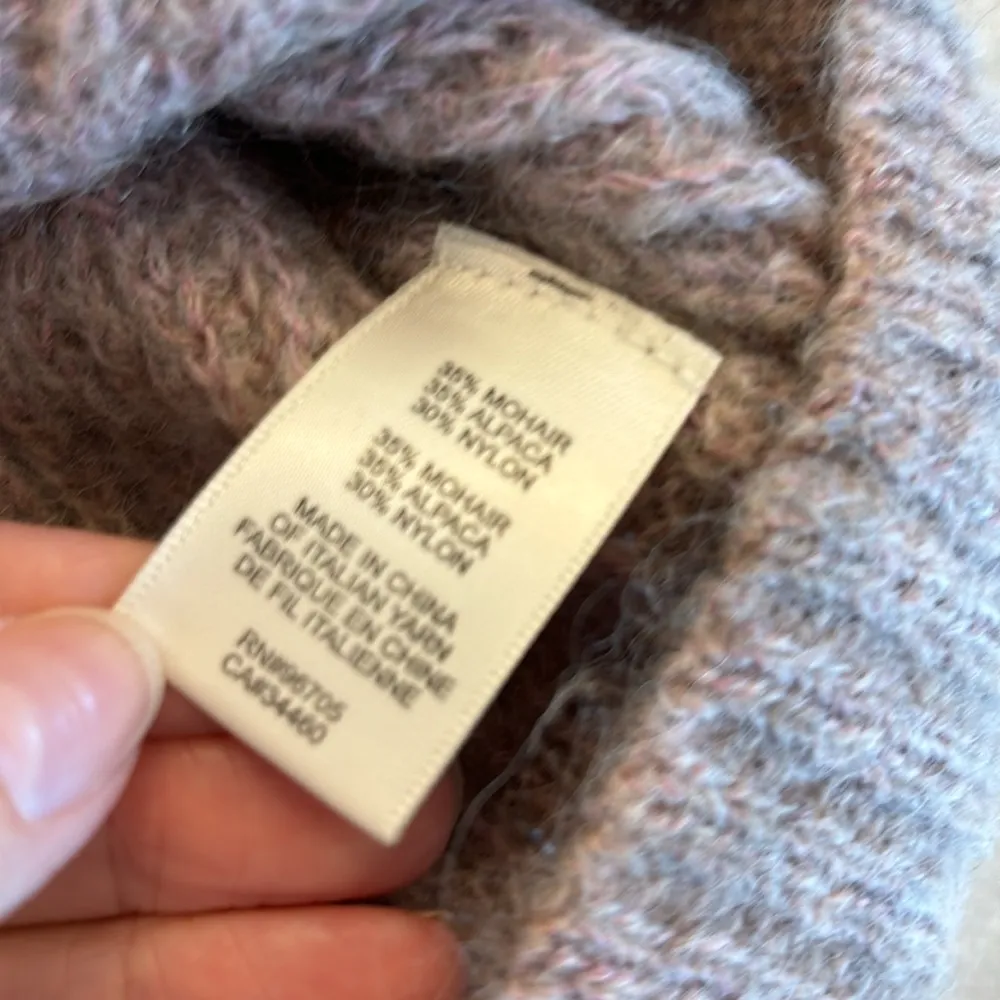 35% MOHAIR
35% ALPACA
30% NYLON
35% MOHAIR
35% ALPACA
30% NYLON
MADE IN CHINA
OF ITALIAN YARN
FABRIQUE EN CHINE
DE FIL ITALIENNE
RN#96705
CA#34460